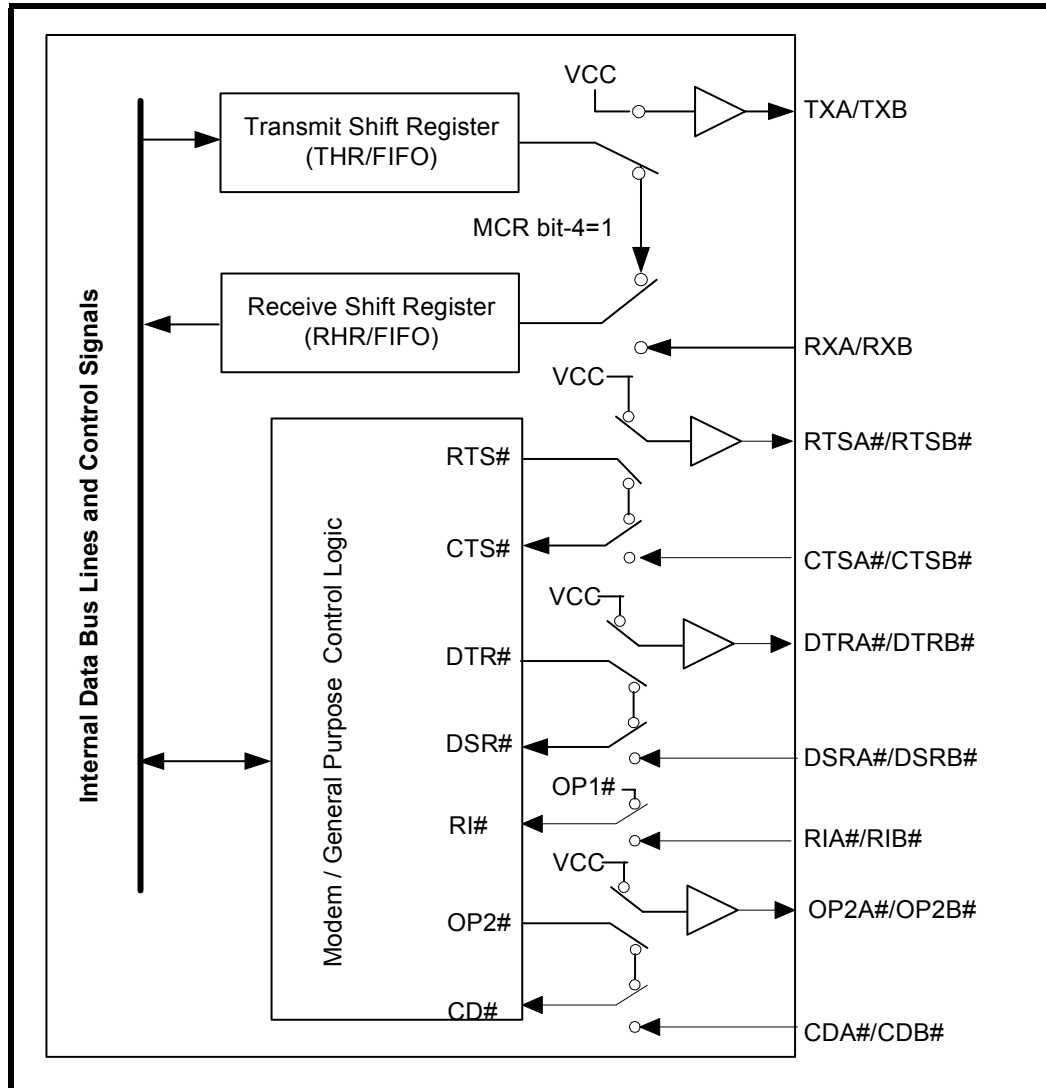 VCC
TXA/TXB
Transmit Shift Register
(THR/FIFO)
MCR bit-4=1
Receive Shift Register
(RHR/FIFO)
RXA/RXB
VCC
RTSA#/RTSB#
RTS#
CTS#
CTSA#/CTSB#
VCC
DTRA#/DTRB#
DTR#
DSR#
DSRA#/DSRB#
OP1#
RI#
RIA#/RIB#
VCC
OP2A#/OP2B#
OP2#
CD#
CDA#/CDB#
Internal Data Bus Lines and Control Signals
Modem / General Purpose Control Logic